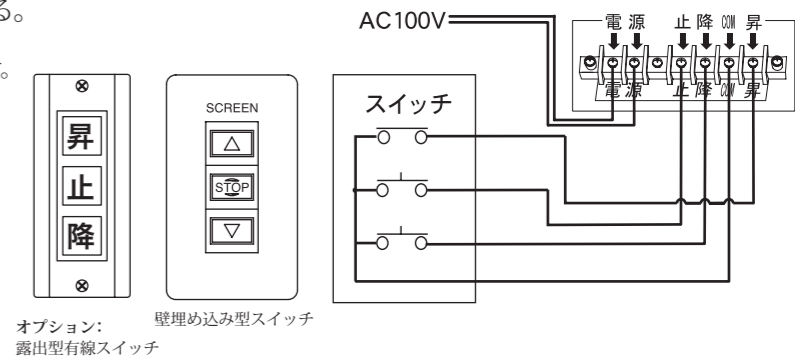 る。
。
昇
止
降
オプション：
露出型有線スイッチ
SCREEN
STOP
壁埋め込み型スイッチ
スイッチ
AC100V
電源 止 降 COM 昇
電源 止 降 COM 昇